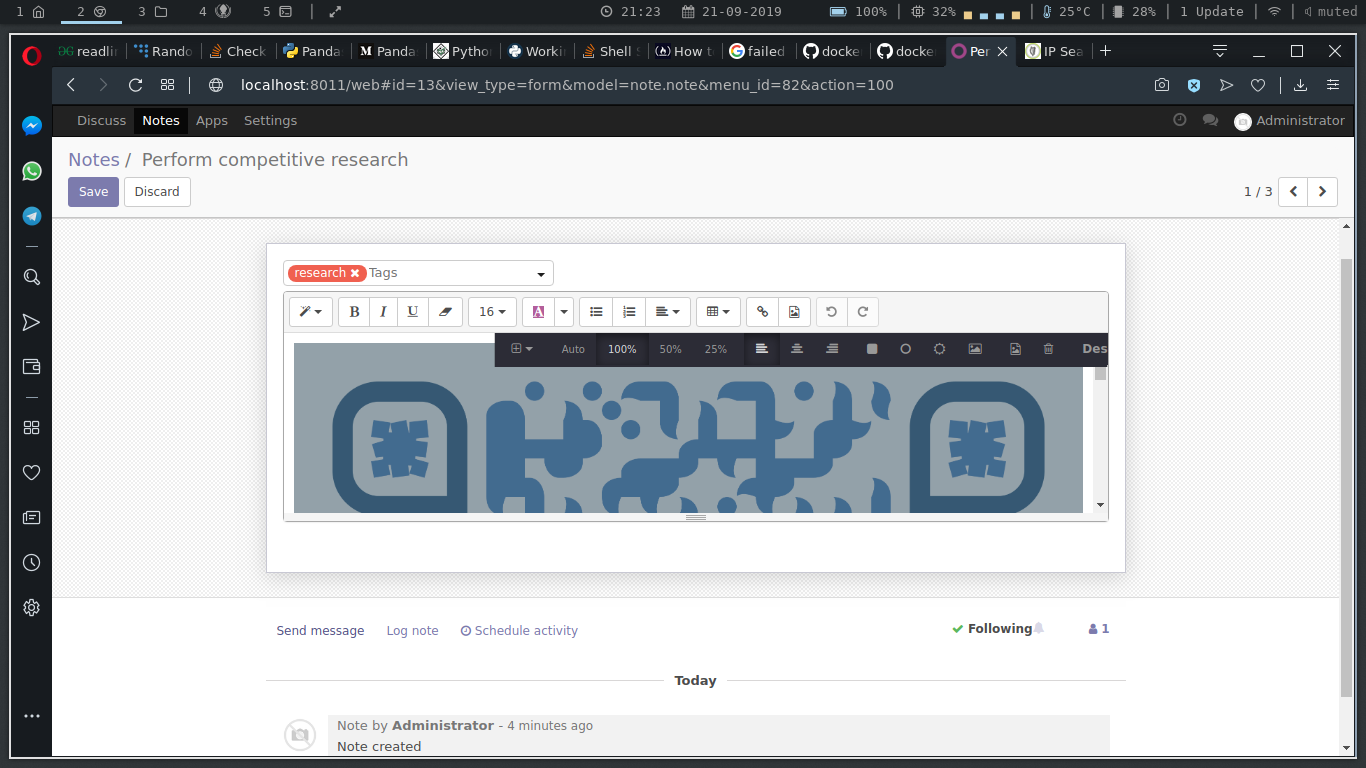 1 2 3 4 5 21:23 21-09-2019 100% 32% 25°C 28% 1 Update muted
readli Rando Check Panda Panda Pytho Worki Shell S How t failed docke docke Per IP Sea
localhost:8011/web#id=13&view_type=form&model=note.note&menu_id=82&action=100
Discuss Notes Apps Settings Administrator
Notes / Perform competitive research
Save Discard 1 / 3
research Tags
B I U 16 A
Auto 100% 50% 25% Des
Send message Log note Schedule activity Following 1
Today
Note by Administrator - 4 minutes ago
Note created